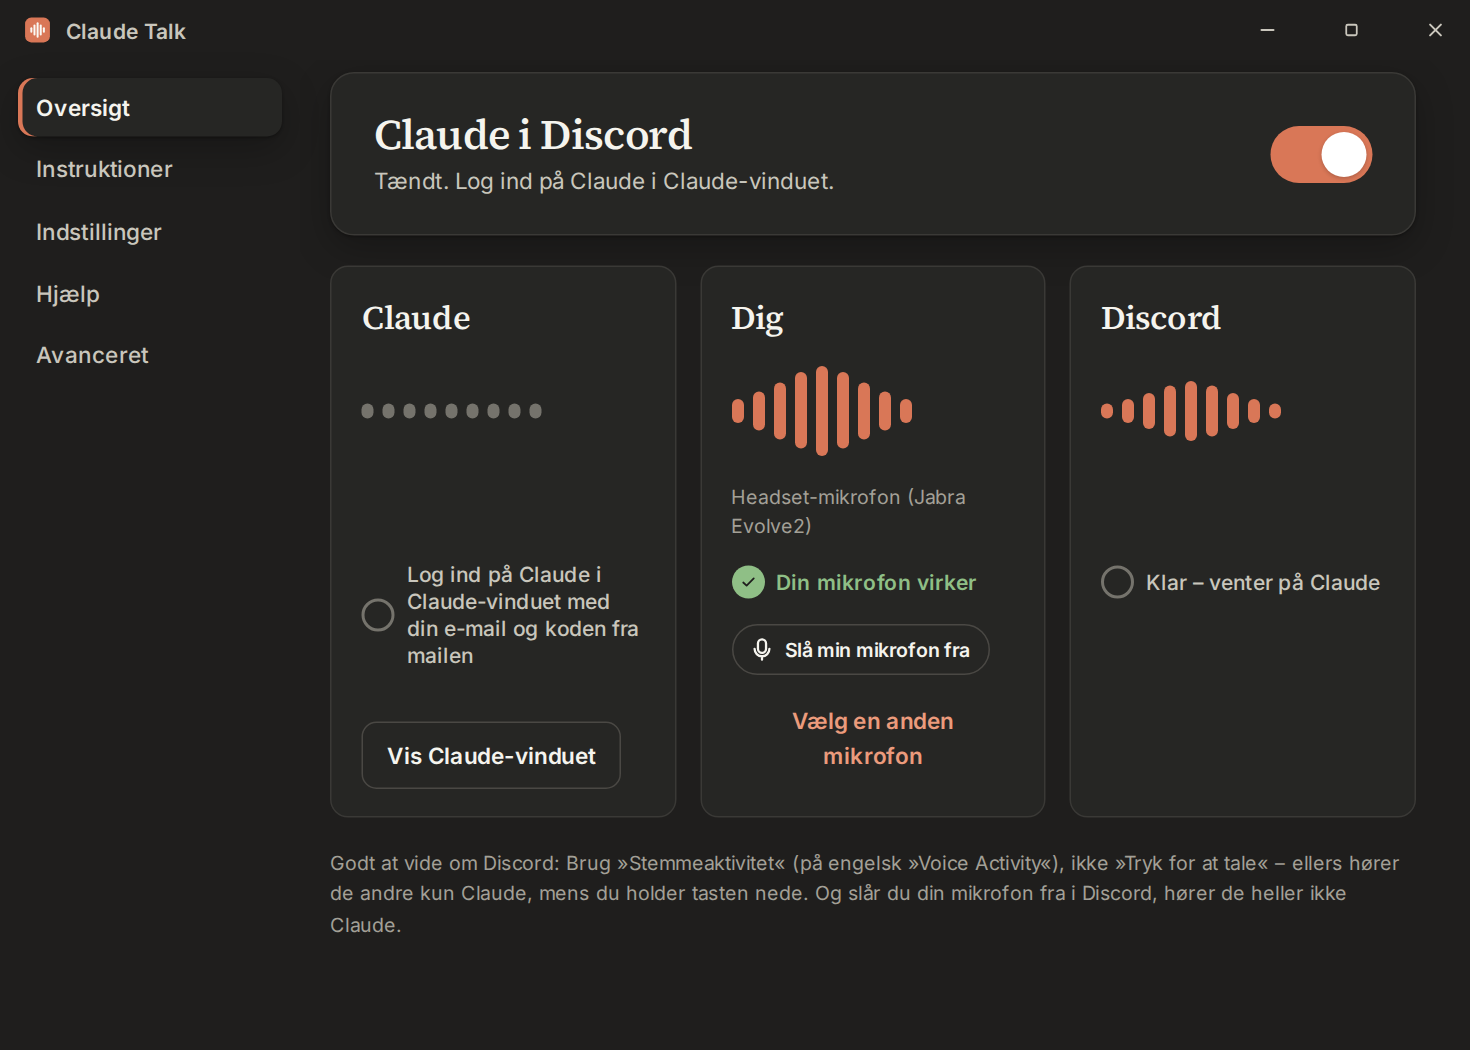 Claude Talk
Oversigt
Instruktioner
Indstillinger
Hjælp
Avanceret
Claude i Discord
Tændt. Log ind på Claude i Claude-vinduet.
Claude
Log ind på Claude i
Claude-vinduet med
din e-mail og koden fra
mailen
Vis Claude-vinduet
Dig
Headset-mikrofon (Jabra
Evolve2)
Din mikrofon virker
Slå min mikrofon fra
Vælg en anden
mikrofon
Discord
Klar – venter på Claude
Godt at vide om Discord: Brug »Stemmeaktivitet« (på engelsk »Voice Activity«), ikke »Tryk for at tale« – ellers hører
de andre kun Claude, mens du holder tasten nede. Og slår du din mikrofon fra i Discord, hører de heller ikke
Claude.